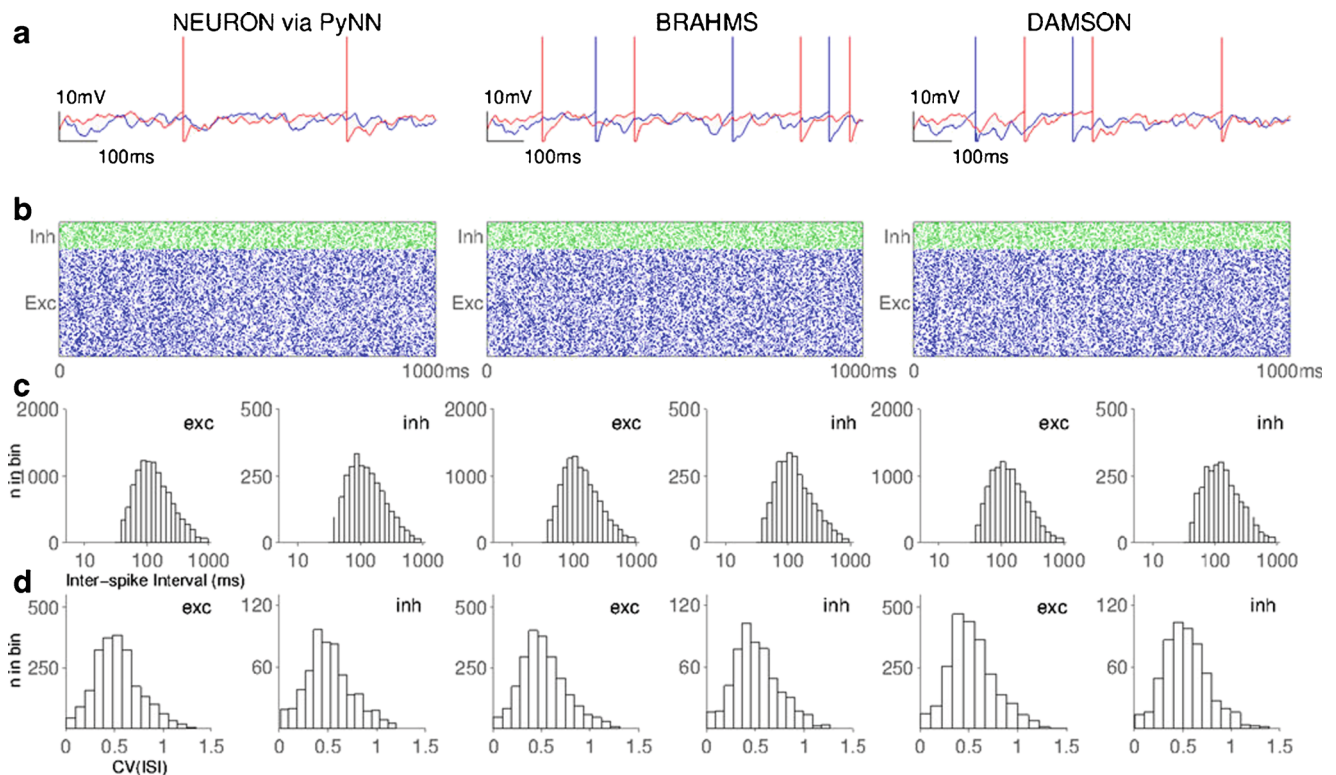 a
NEURON via PyNN
BRAHMS
DAMSON
10mV
100ms
10mV
100ms
10mV
100ms
b
Inh
Exc
0
1000ms
Inh
Exc
0
1000ms
Inh
Exc
0
1000ms
c
n in bin
2000
1000
0
exc
10
100
1000
Inter-spike Interval (ms)
500
250
0
inh
10
100
1000
2000
1000
0
exc
10
100
1000
500
250
0
inh
10
100
1000
2000
1000
0
exc
10
100
1000
500
250
0
inh
10
100
1000
d
n in bin
500
250
exc
0
0.5
1
1.5
CV(ISI)
120
60
inh
0
0.5
1
1.5
500
250
exc
0
0.5
1
1.5
120
60
inh
0
0.5
1
1.5
500
250
exc
0
0.5
1
1.5
120
60
inh
0
0.5
1
1.5